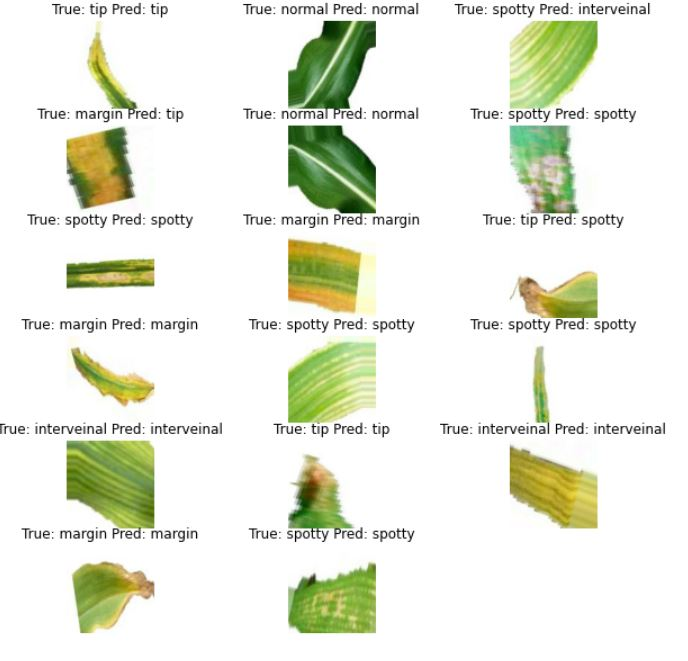 True: tip Pred: tip
True: normal Pred: normal
True: spotty Pred: interveinal
True: margin Pred: tip
True: normal Pred: normal
True: spotty Pred: spotty
True: spotty Pred: spotty
True: margin Pred: margin
True: tip Pred: spotty
True: margin Pred: margin
True: spotty Pred: spotty
True: spotty Pred: spotty
True: interveinal Pred: interveinal
True: tip Pred: tip
True: interveinal Pred: interveinal
True: margin Pred: margin
True: spotty Pred: spotty